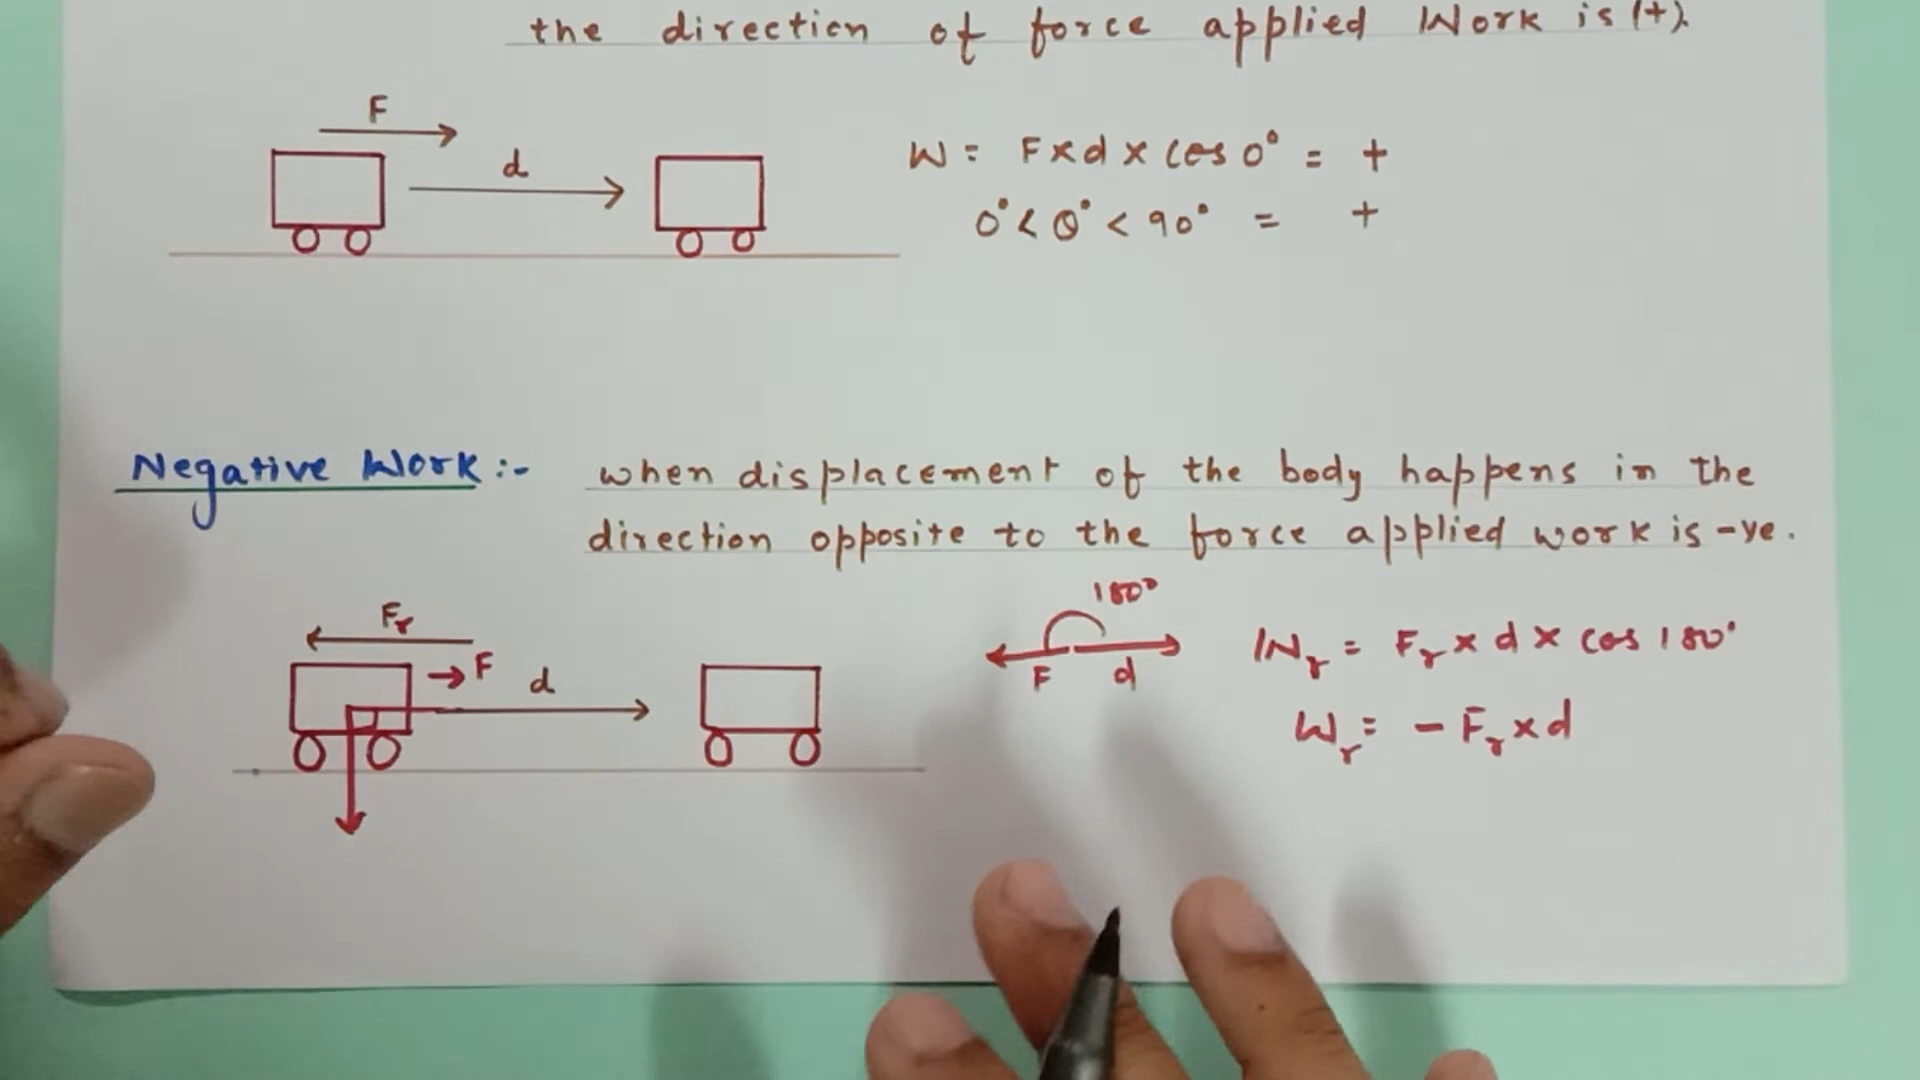 the direction of force applied Work is (+).
F
d
W = F x d x cos 0° = +
0° < θ° < 90° = +
Negative Work :- when displacement of the body happens in the
direction opposite to the force applied work is -ve.
Fr
F
d
180°
F d
Wr = Fr x d x cos 180°
Wr = - Fr x d